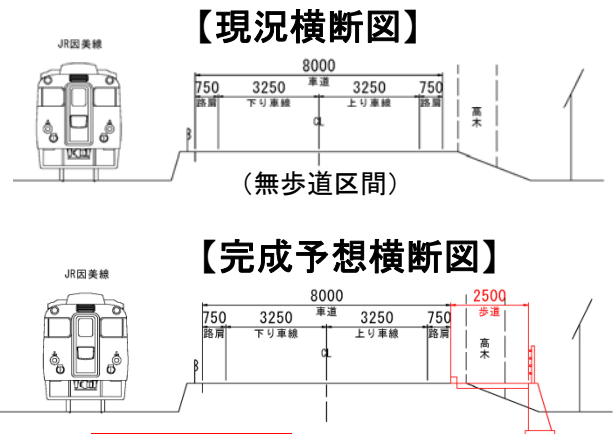 【現況横断図】
JR因美線
8000
車道
750 3250 3250 750
路肩 下り車線 上り車線 路肩
高木
CL
(無歩道区間)
【完成予想横断図】
JR因美線
8000 2500
車道 歩道
750 3250 3250 750
路肩 下り車線 上り車線 路肩
高木
CL